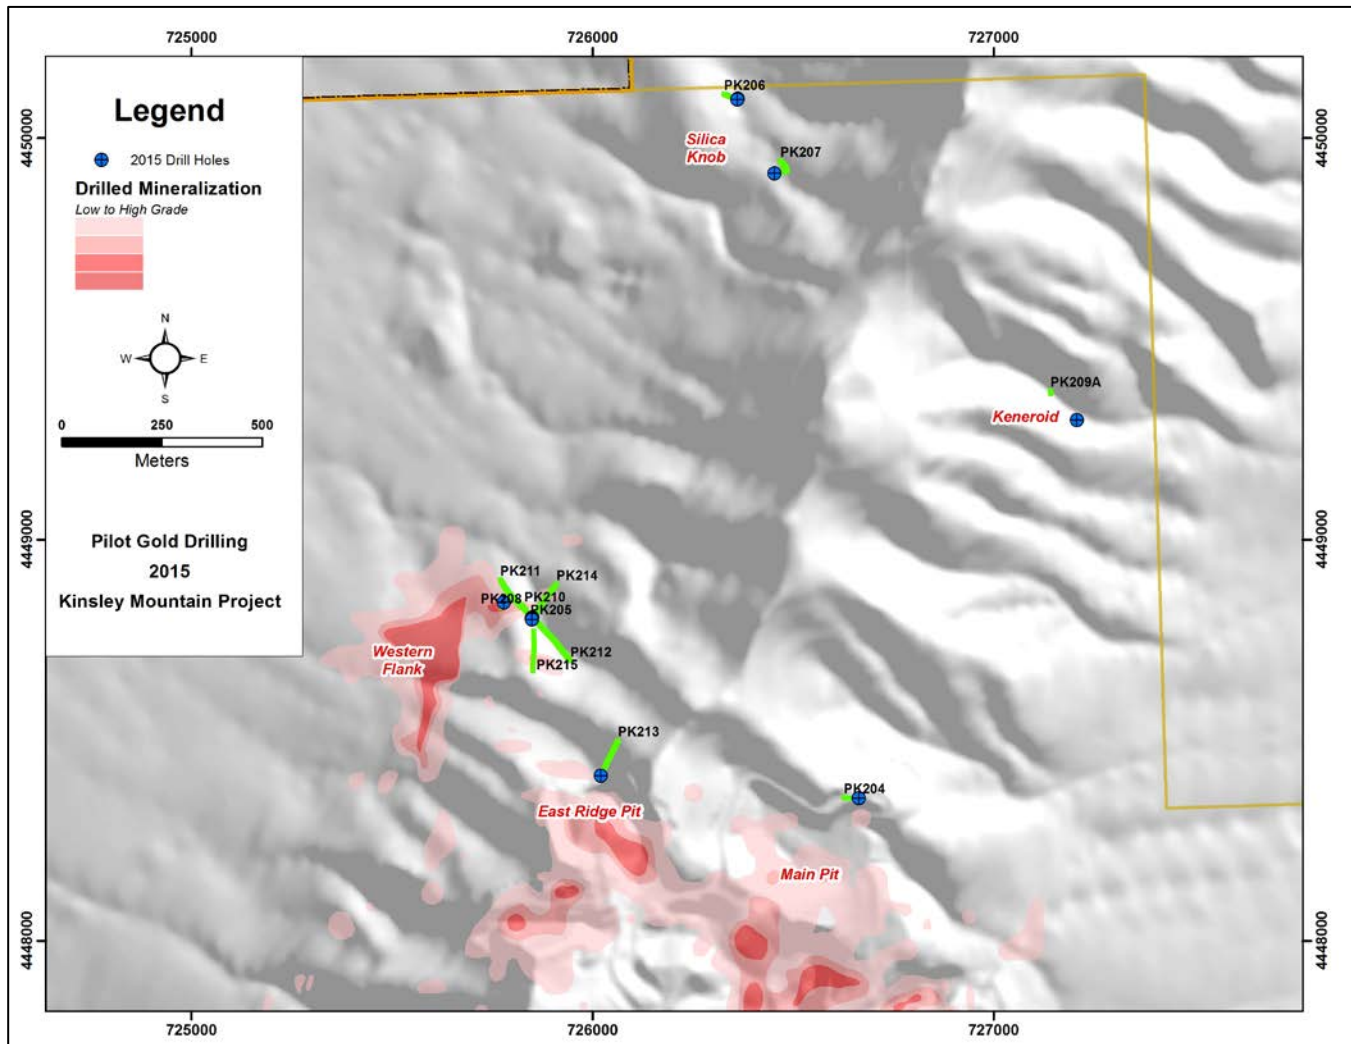 725000
726000
727000
Legend
2015 Drill Holes
Drilled Mineralization
Low to High Grade
N
W
E
S
0
250
500
Meters
Pilot Gold Drilling
2015
Kinsley Mountain Project
4450000
4450000
4449000
4449000
4448000
4448000
PK206
Silica
Knob
PK207
PK209A
Keneroid
PK211
PK214
PK208
PK210
PK205
Western
Flank
PK212
PK215
PK213
PK204
East Ridge Pit
Main Pit
725000
726000
727000